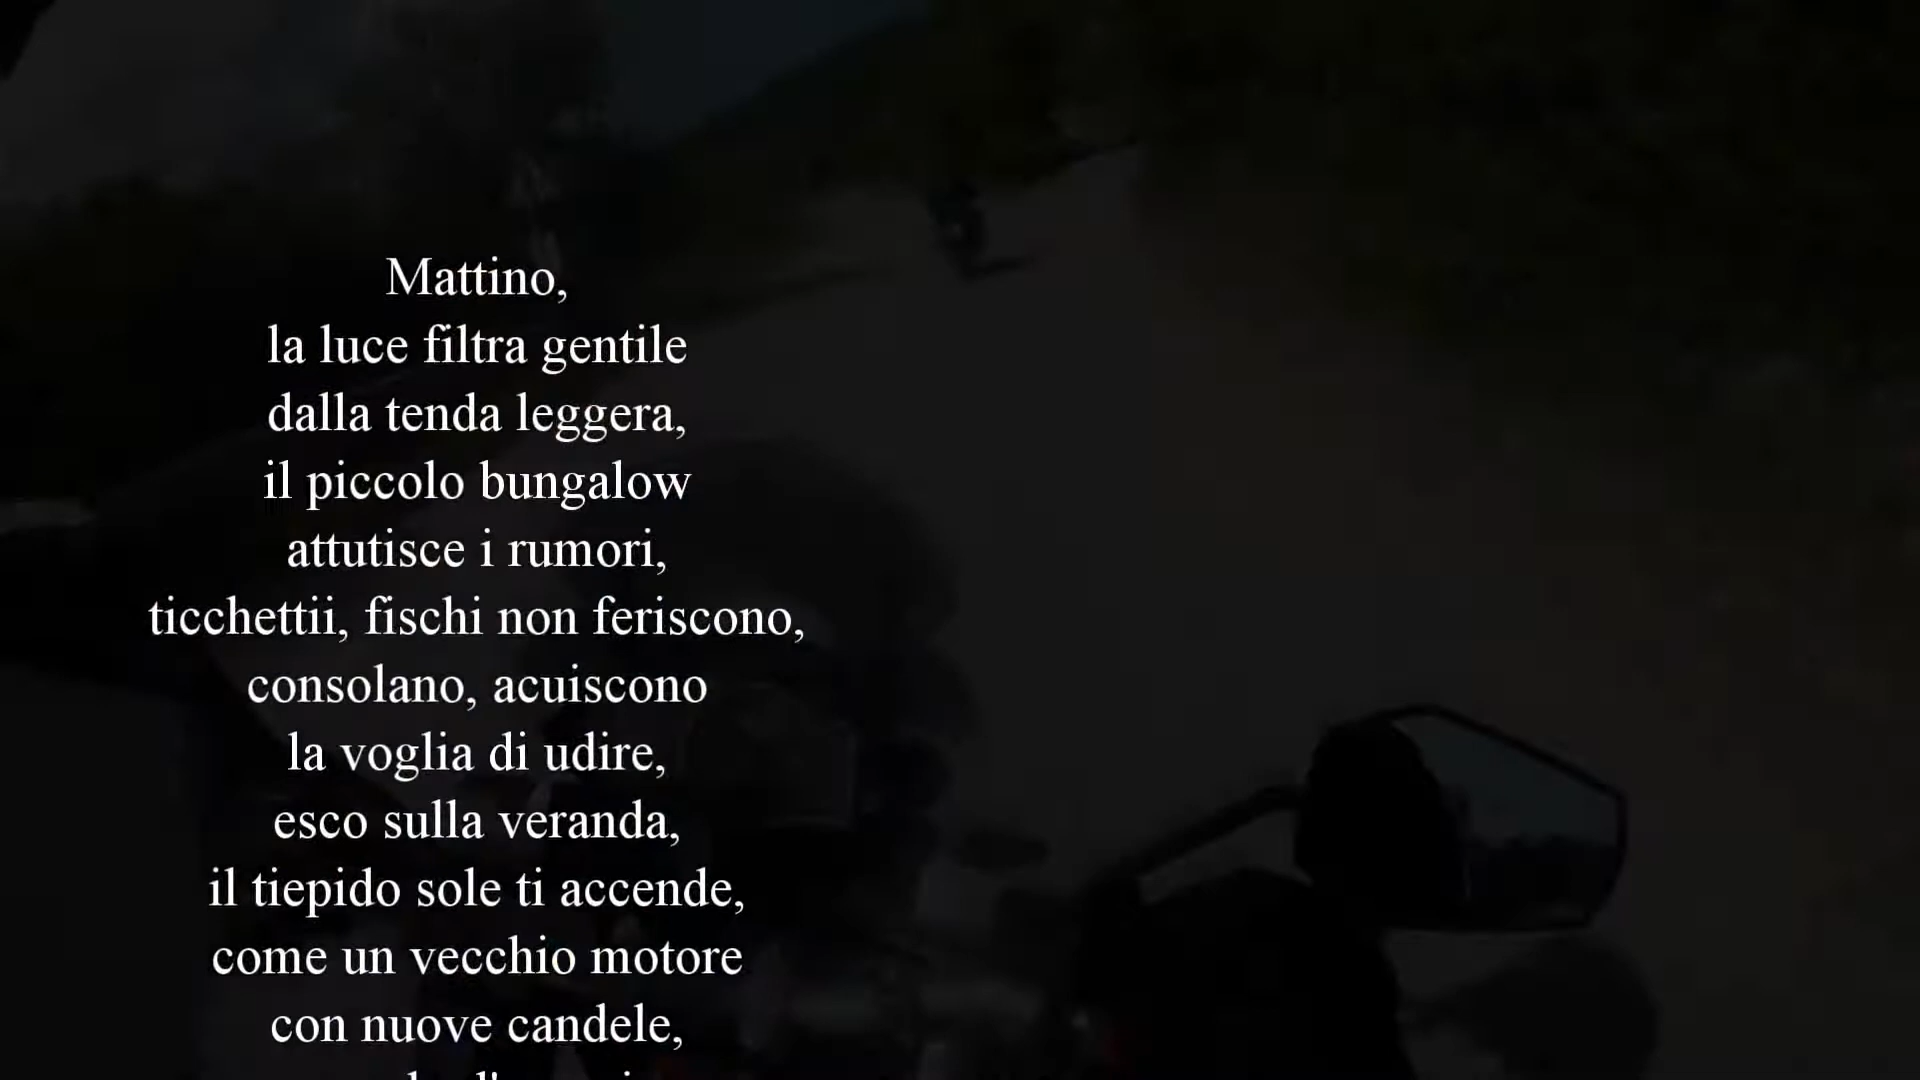 Mattino,
la luce filtra gentile
dalla tenda leggera,
il piccolo bungalow
attutisce i rumori,
ticchettii, fischi non feriscono,
consolano, acuiscono
la voglia di udire,
esco sulla veranda,
il tiepido sole ti accende,
come un vecchio motore
con nuove candele,